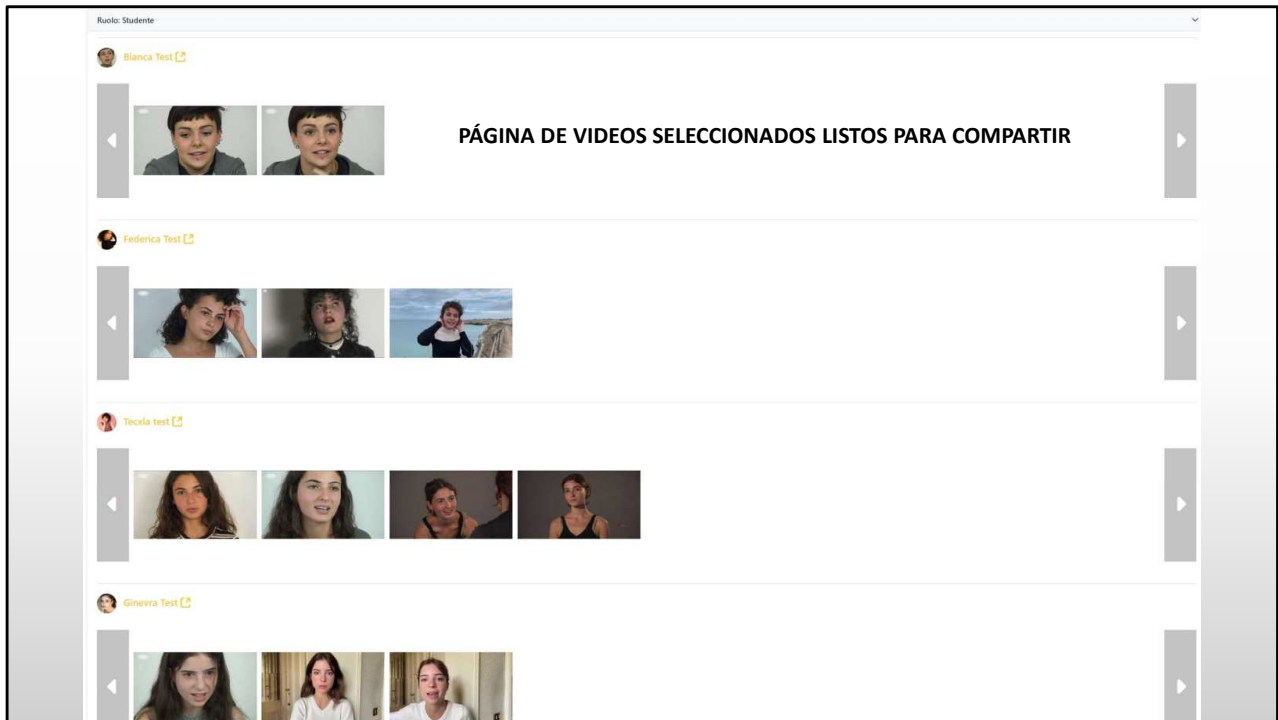 Ruolo: Studente
Bianca Test
PÁGINA DE VIDEOS SELECCIONADOS LISTOS PARA COMPARTIR
Federica Test
Tecxla test
Ginevra Test